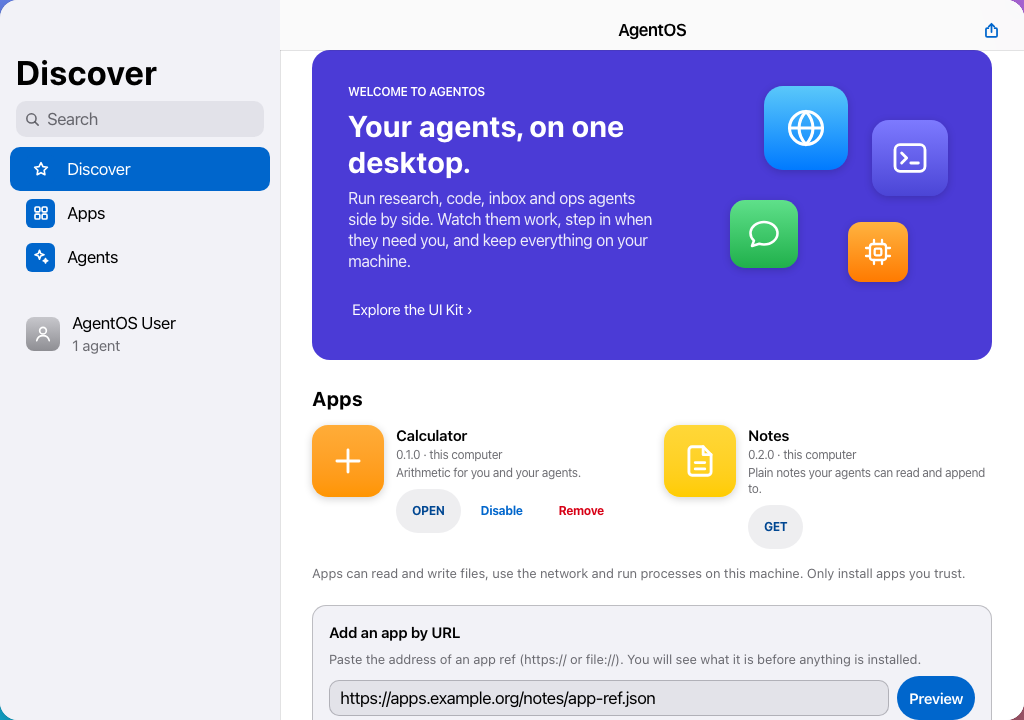 Discover
Search
Discover
Apps
Agents
AgentOS User
1 agent
AgentOS
WELCOME TO AGENTOS
Your agents, on one
desktop.
Run research, code, inbox and ops agents
side by side. Watch them work, step in when
they need you, and keep everything on your
machine.
Explore the UI Kit ›
Apps
Calculator
0.1.0 · this computer
Arithmetic for you and your agents.
OPEN
Disable
Remove
Notes
0.2.0 · this computer
Plain notes your agents can read and append
to.
GET
Apps can read and write files, use the network and run processes on this machine. Only install apps you trust.
Add an app by URL
Paste the address of an app ref (https:// or file://). You will see what it is before anything is installed.
https://apps.example.org/notes/app-ref.json
Preview